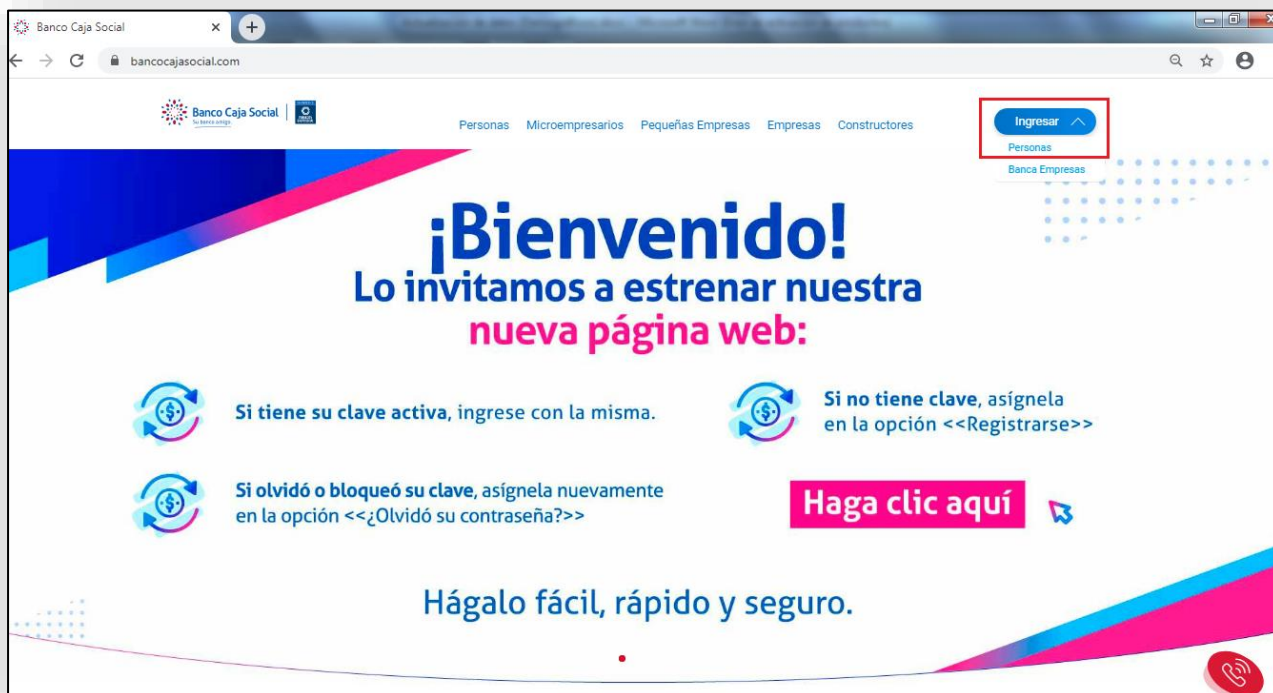 Banco Caja Social
bancocajasocial.com
Banco Caja Social
Su banco amigo
Personas Microempresarios Pequeñas Empresas Empresas Constructores
Ingresar
Personas
Banca Empresas
¡Bienvenido!
Lo invitamos a estrenar nuestra
nueva página web:
Si tiene su clave activa, ingrese con la misma.
Si no tiene clave, asígnela
en la opción <<Registrarse>>
Si olvidó o bloqueó su clave, asígnela nuevamente
en la opción <<¿Olvidó su contraseña?>>
Haga clic aquí
Hágalo fácil, rápido y seguro.